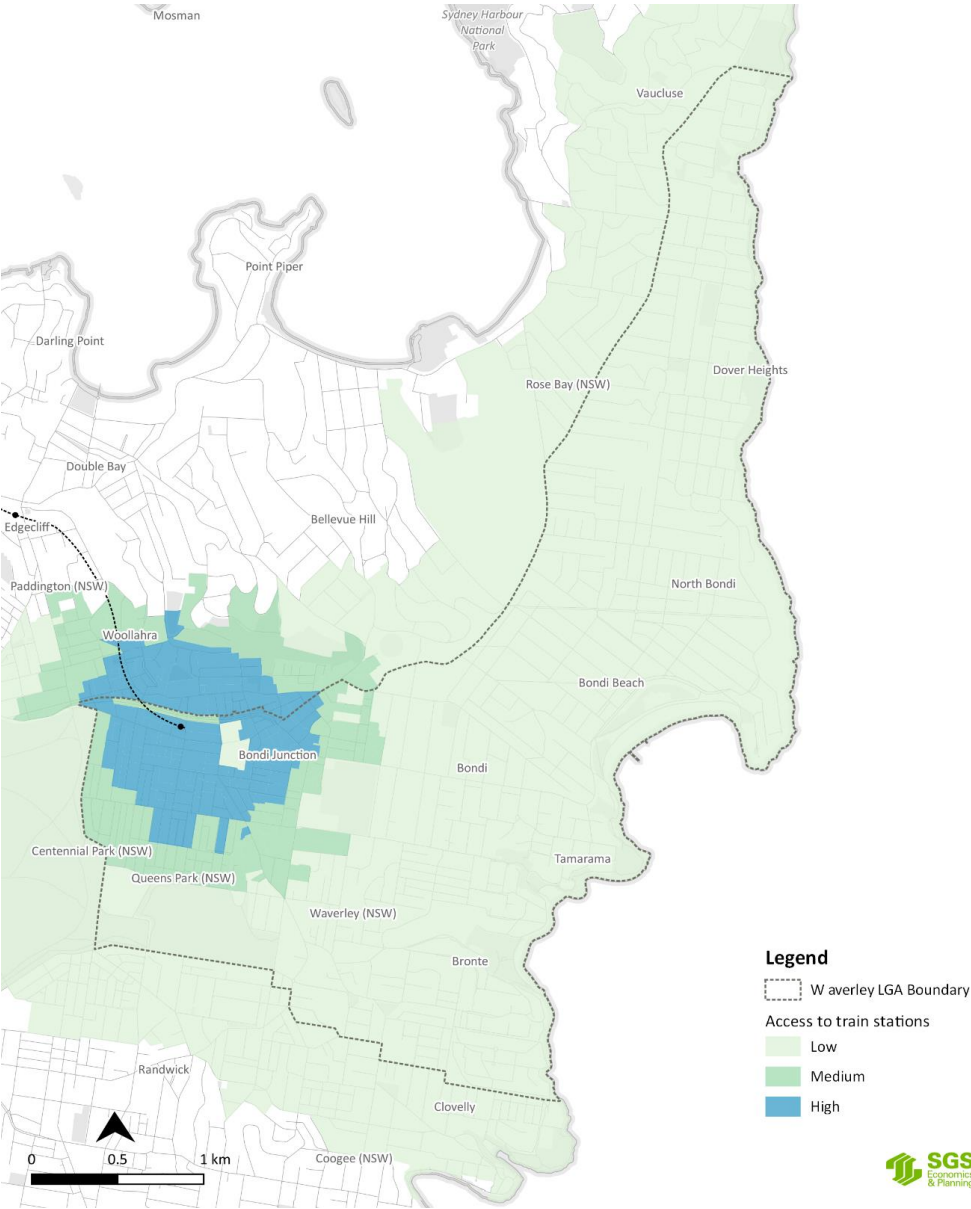 Mosman
Sydney Harbour
National
Park
Vaucluse
Point Piper
Darling Point
Dover Heights
Rose Bay (NSW)
Double Bay
Edgecliff
Bellevue Hill
Paddington (NSW)
North Bondi
Woollahra
Bondi Beach
Bondi Junction
Bondi
Centennial Park (NSW)
Tamarama
Queens Park (NSW)
Waverley (NSW)
Bronte
Randwick
Clovelly
Coogee (NSW)
0 0.5 1 km
Legend
W averley LGA Boundary
Access to train stations
Low
Medium
High
SGS
Economics
& Planning